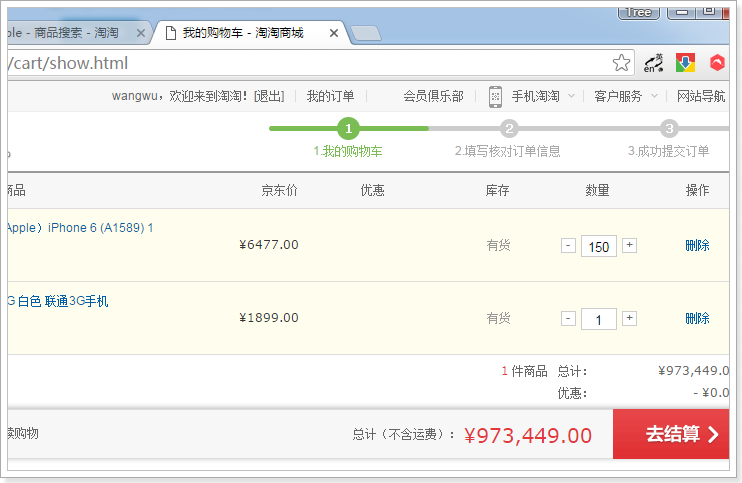 Tree
ple - 商品搜索 - 淘淘
我的购物车 - 淘淘商城
/cart/show.html
英
en
wangwu，欢迎来到淘淘！[退出] 我的订单 会员俱乐部 手机淘淘 客户服务 网站导航
1 2 3
1.我的购物车 2.填写核对订单信息 3.成功提交订单
商品 京东价 优惠 库存 数量 操作
Apple）iPhone 6 (A1589) 1
¥6477.00 有货 - 150 + 删除
G 白色 联通3G手机
¥1899.00 有货 - 1 + 删除
1 件商品 总计： ¥973,449.0
优惠： - ¥0.0
续购物 总计（不含运费）： ¥973,449.00 去结算